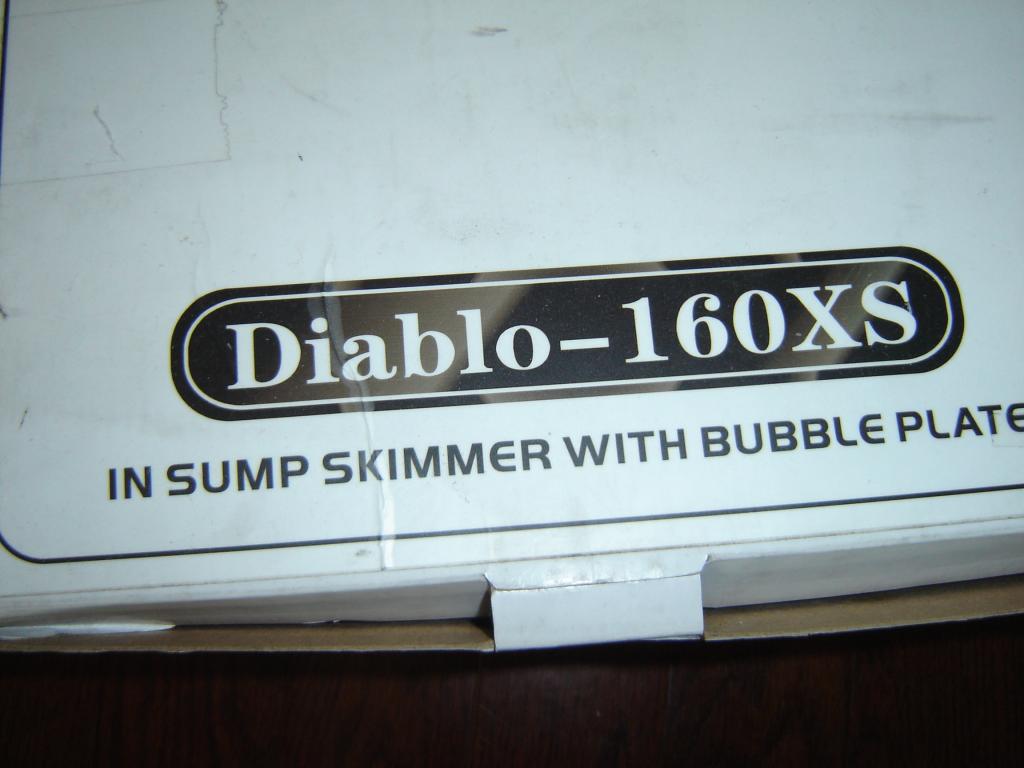 Diablo-160XS
IN SUMP SKIMMER WITH BUBBLE PLATE